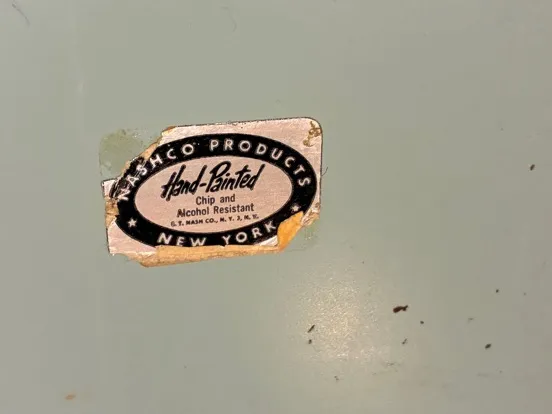 NASHCO PRODUCTS
Hand-Painted
Chip and
Alcohol Resistant
G. T. NASH CO., N. Y. 3, N. Y.
NEW YORK